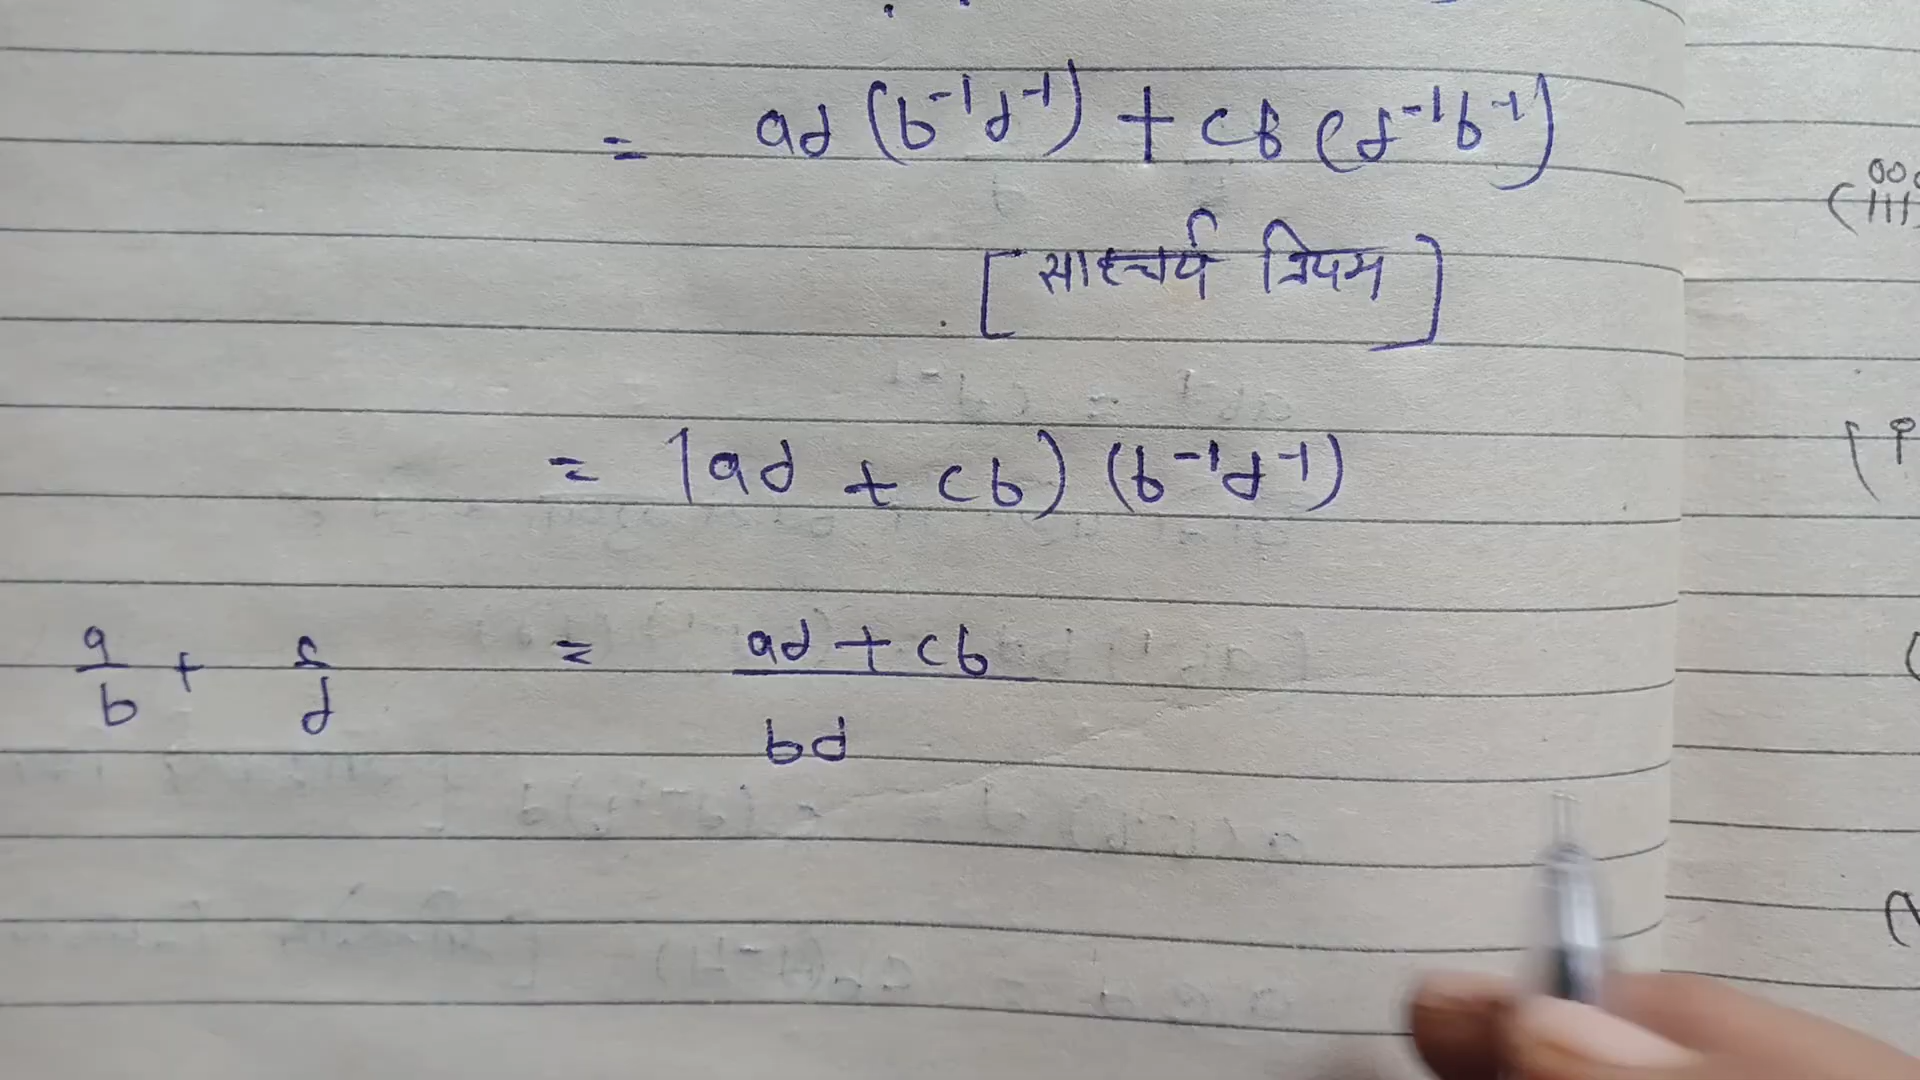 = ad (b⁻¹d⁻¹) + cb (d⁻¹b⁻¹)
[साहचर्य नियम]
= (ad + cb) (b⁻¹d⁻¹)
a/b + c/d = ad + cb / bd